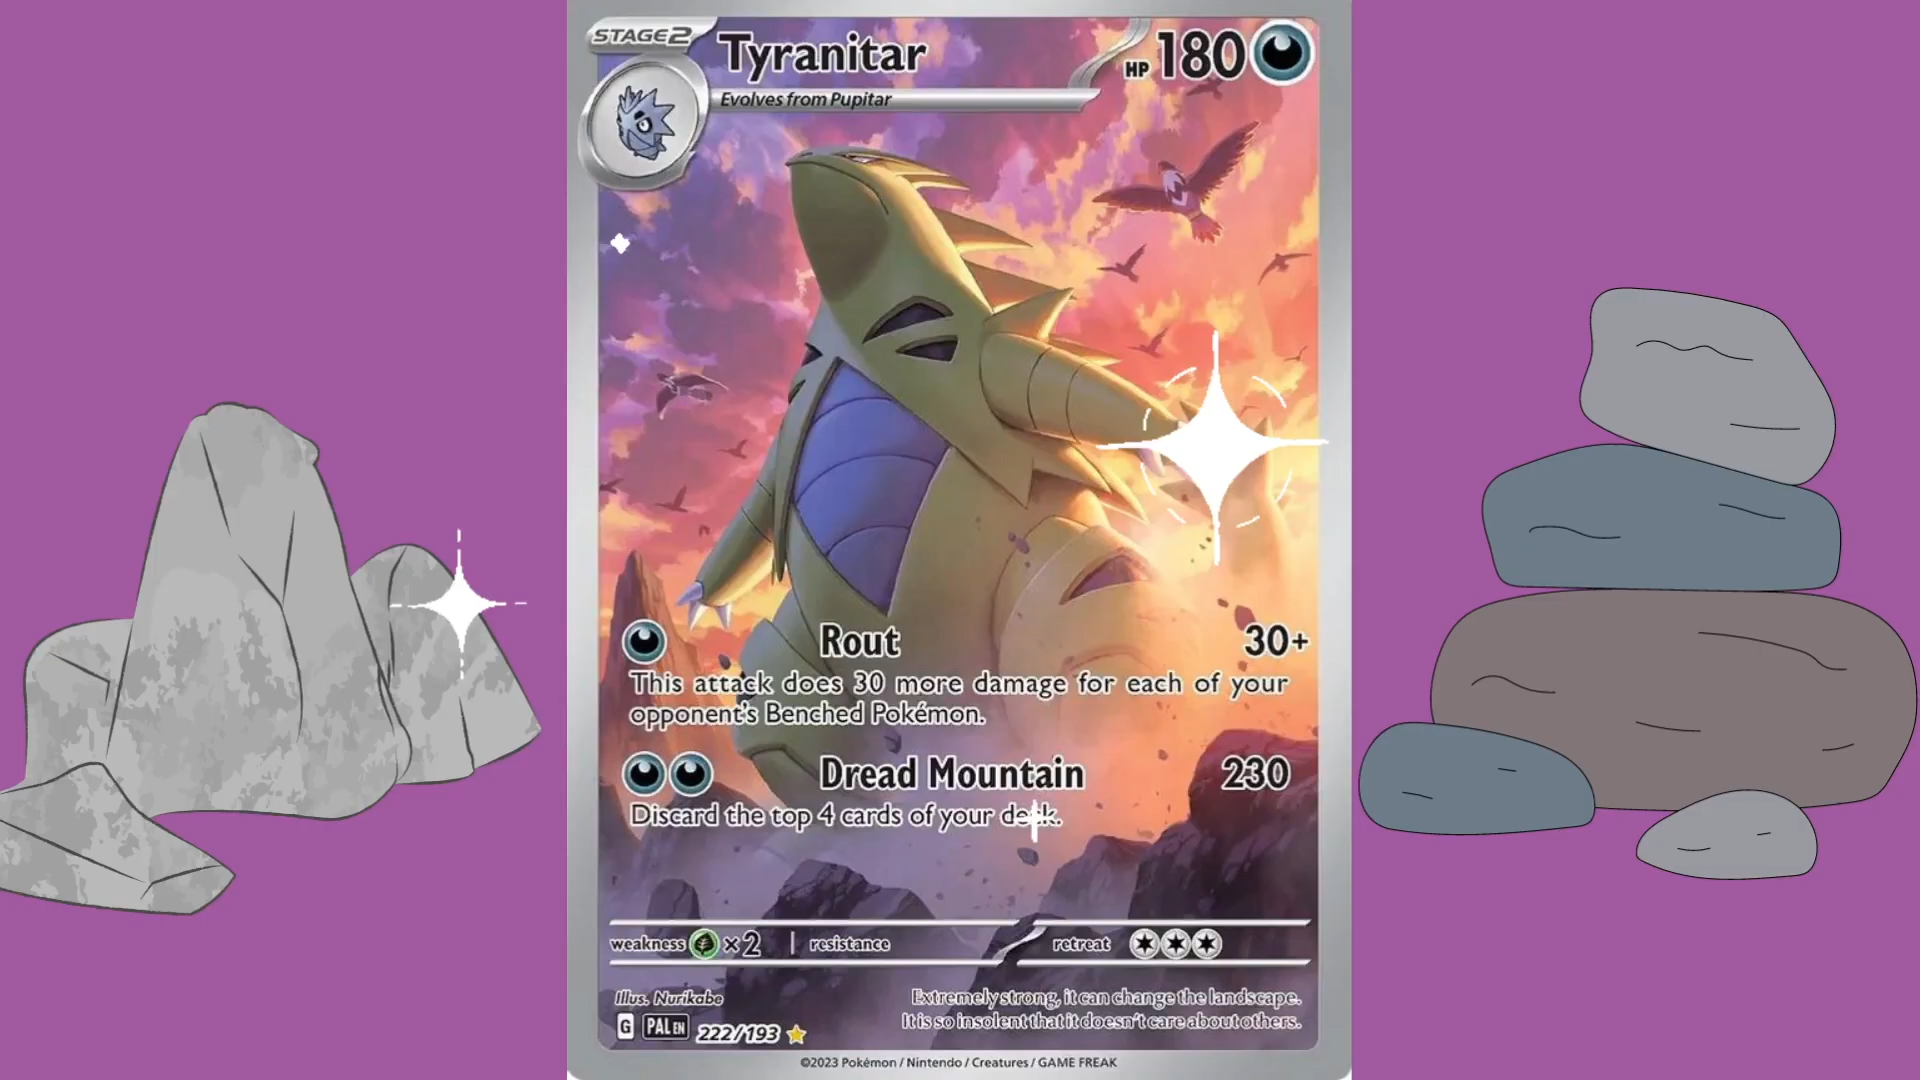 STAGE2
Tyranitar
HP 180
Evolves from Pupitar
Rout 30+
This attack does 30 more damage for each of your
opponent's Benched Pokémon.
Dread Mountain 230
Discard the top 4 cards of your deck.
weakness ×2 | resistance retreat
Illus. Nurikabe
Extremely strong, it can change the landscape.
It is so insolent that it doesn't care about others.
G PAL EN 222/193
©2023 Pokémon / Nintendo / Creatures / GAME FREAK